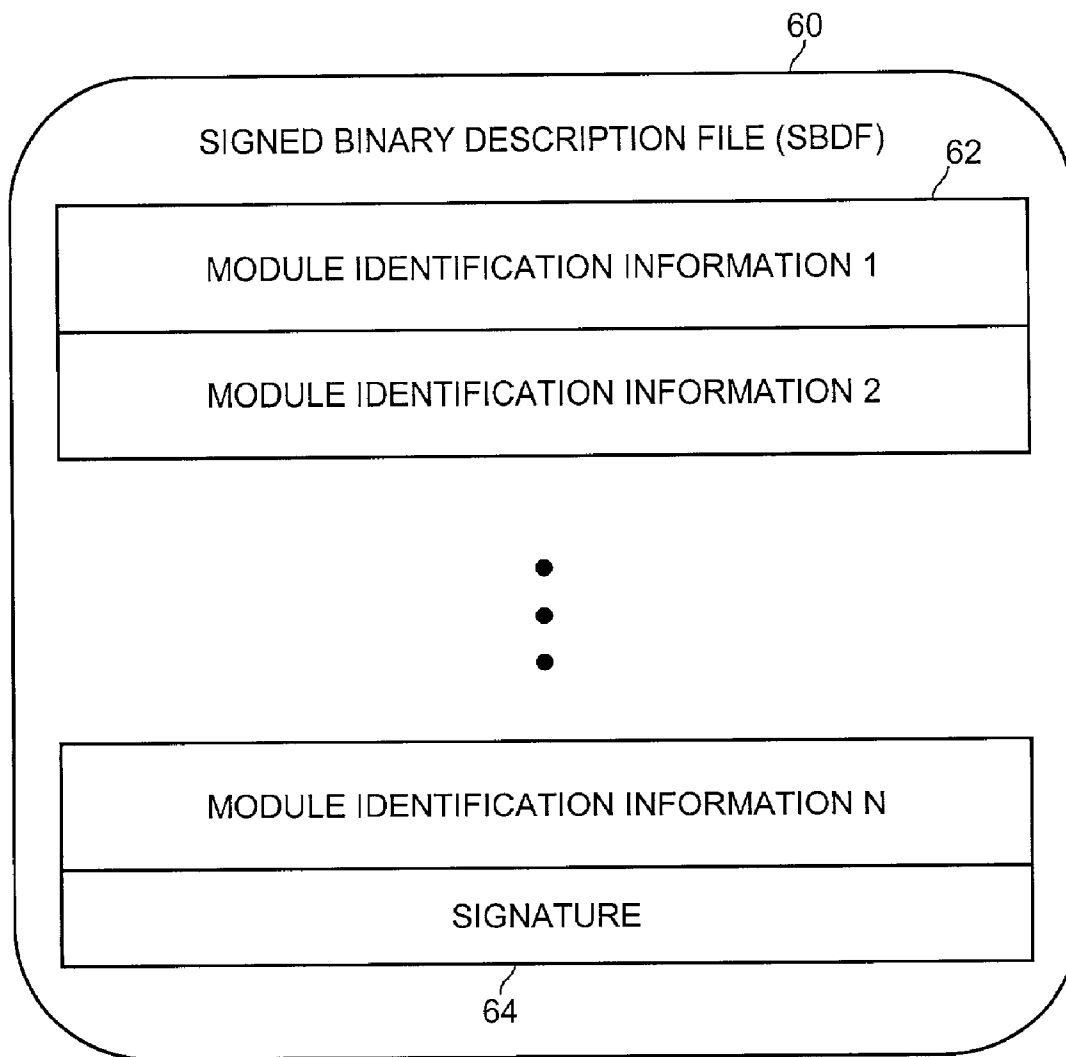 60
SIGNED BINARY DESCRIPTION FILE (SBDF)
62
MODULE IDENTIFICATION INFORMATION 1
MODULE IDENTIFICATION INFORMATION 2
MODULE IDENTIFICATION INFORMATION N
SIGNATURE
64